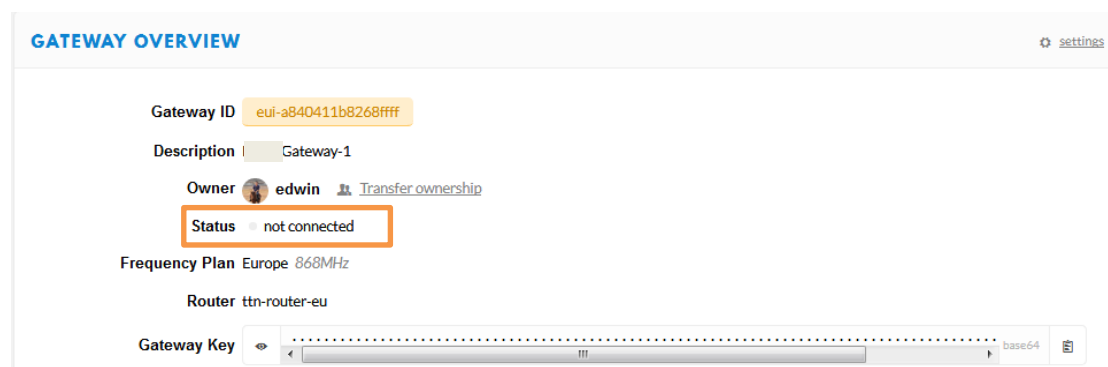 GATEWAY OVERVIEW settings
Gateway ID eui-a840411b8268ffff
Description Gateway-1
Owner edwin Transfer ownership
Status not connected
Frequency Plan Europe 868MHz
Router ttn-router-eu
Gateway Key base64